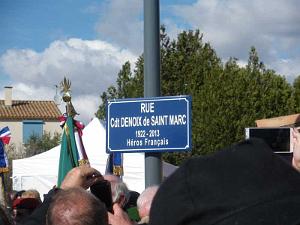 RUE
Cdt DENOIX de SAINT MARC
1922 - 2013
Héros Français